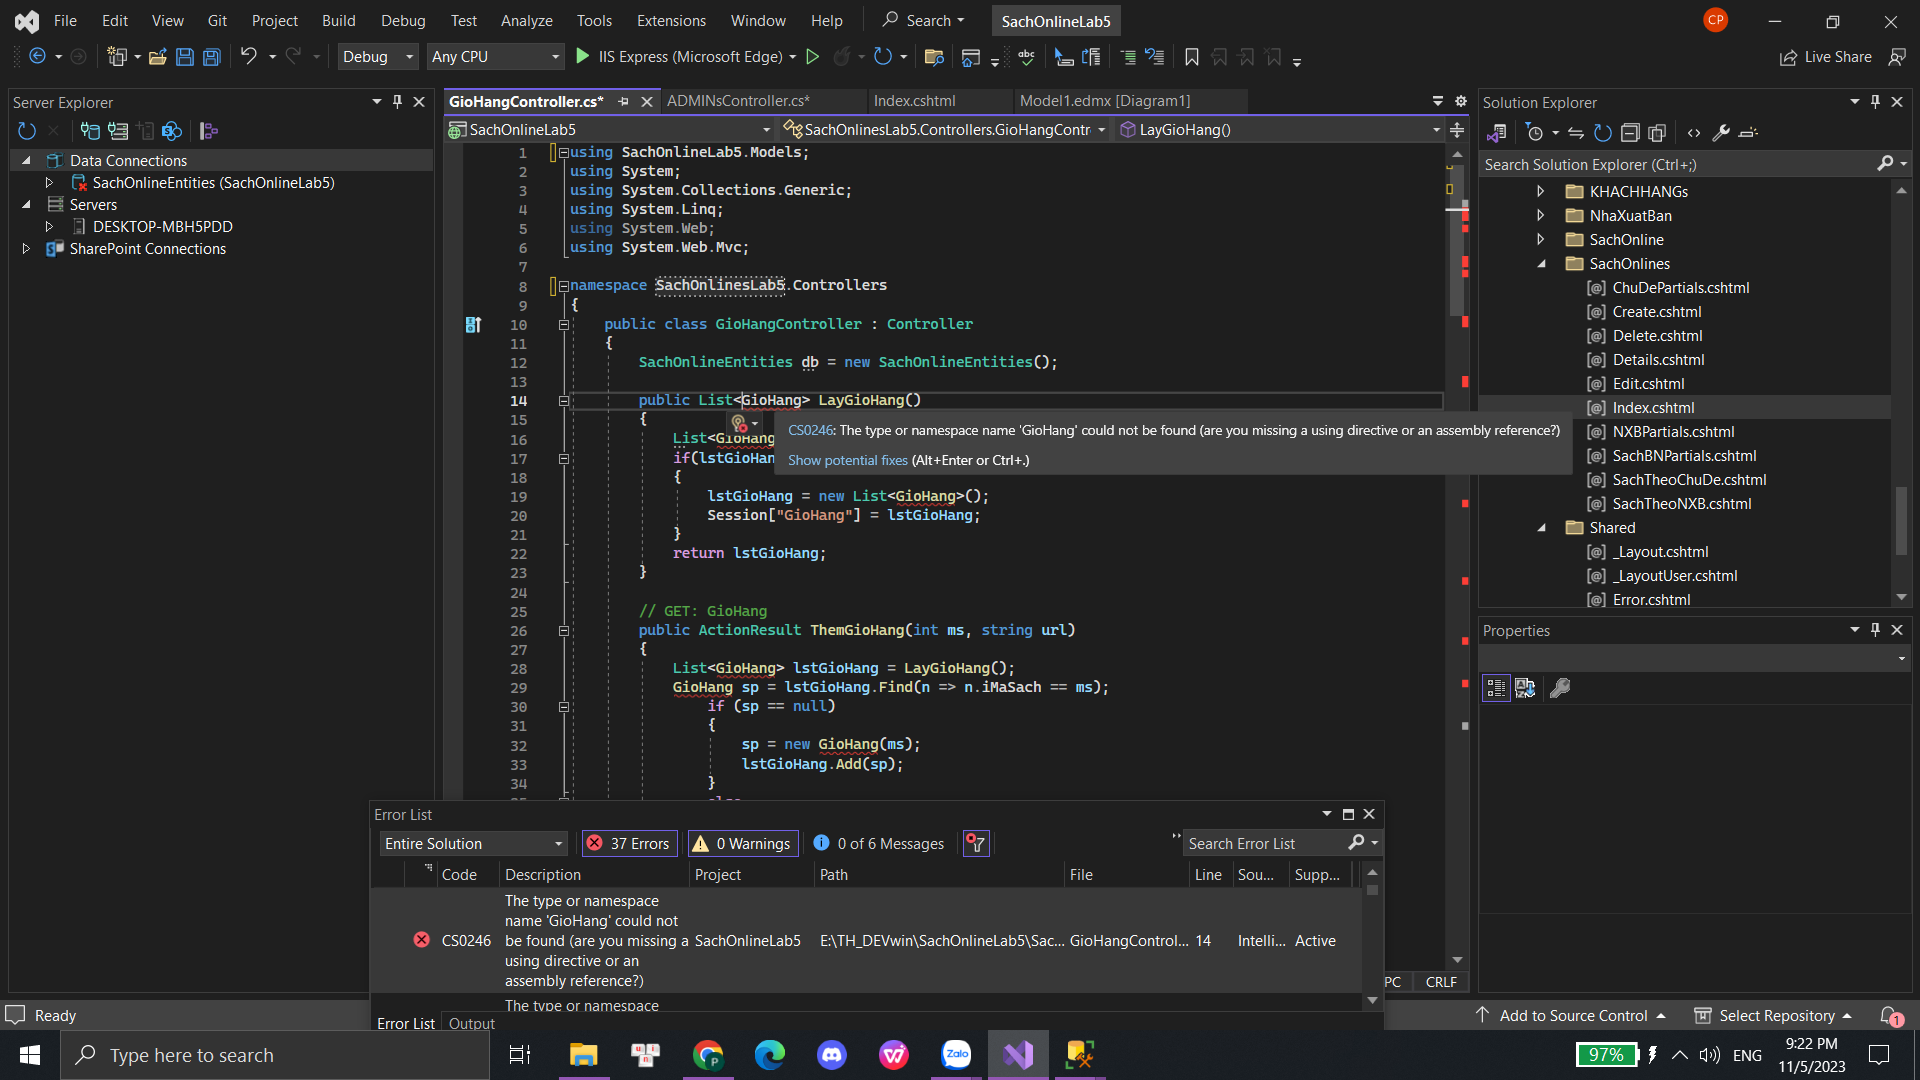 File Edit View Git Project Build Debug Test Analyze Tools Extensions Window Help Search SachOnlineLab5 CP
Debug Any CPU IIS Express (Microsoft Edge) Live Share
Server Explorer
Data Connections
SachOnlineEntities (SachOnlineLab5)
Servers
DESKTOP-MBH5PDD
SharePoint Connections
GioHangController.cs* ADMINsController.cs* Index.cshtml Model1.edmx [Diagram1]
SachOnlineLab5 SachOnlinesLab5.Controllers.GioHangContr LayGioHang()
1 using SachOnlineLab5.Models;
2 using System;
3 using System.Collections.Generic;
4 using System.Linq;
5 using System.Web;
6 using System.Web.Mvc;
7
8 namespace SachOnlinesLab5.Controllers
9 {
10 public class GioHangController : Controller
11 {
12 SachOnlineEntities db = new SachOnlineEntities();
13
14 public List<GioHang> LayGioHang()
15 {
16 List<GioHang
17 if(lstGioHan
18 {
19 lstGioHang = new List<GioHang>();
20 Session["GioHang"] = lstGioHang;
21 }
22 return lstGioHang;
23 }
24
25 // GET: GioHang
26 public ActionResult ThemGioHang(int ms, string url)
27 {
28 List<GioHang> lstGioHang = LayGioHang();
29 GioHang sp = lstGioHang.Find(n => n.iMaSach == ms);
30 if (sp == null)
31 {
32 sp = new GioHang(ms);
33 lstGioHang.Add(sp);
34 }
CS0246: The type or namespace name 'GioHang' could not be found (are you missing a using directive or an assembly reference?)
Show potential fixes (Alt+Enter or Ctrl+.)
Solution Explorer
Search Solution Explorer (Ctrl+;)
KHACHHANGs
NhaXuatBan
SachOnline
SachOnlines
ChuDePartials.cshtml
Create.cshtml
Delete.cshtml
Details.cshtml
Edit.cshtml
Index.cshtml
NXBPartials.cshtml
SachBNPartials.cshtml
SachTheoChuDe.cshtml
SachTheoNXB.cshtml
Shared
_Layout.cshtml
_LayoutUser.cshtml
Error.cshtml
Properties
Error List
Entire Solution 37 Errors 0 Warnings 0 of 6 Messages Search Error List
Code Description Project Path File Line Sou... Supp...
The type or namespace
name 'GioHang' could not
CS0246 be found (are you missing a SachOnlineLab5 E:\TH_DEVwin\SachOnlineLab5\Sac... GioHangControl... 14 Intelli... Active
using directive or an
assembly reference?)
The type or namespace
Error List Output
PC CRLF
Ready Add to Source Control Select Repository 1
Type here to search Zalo 97% ENG 9:22 PM
11/5/2023